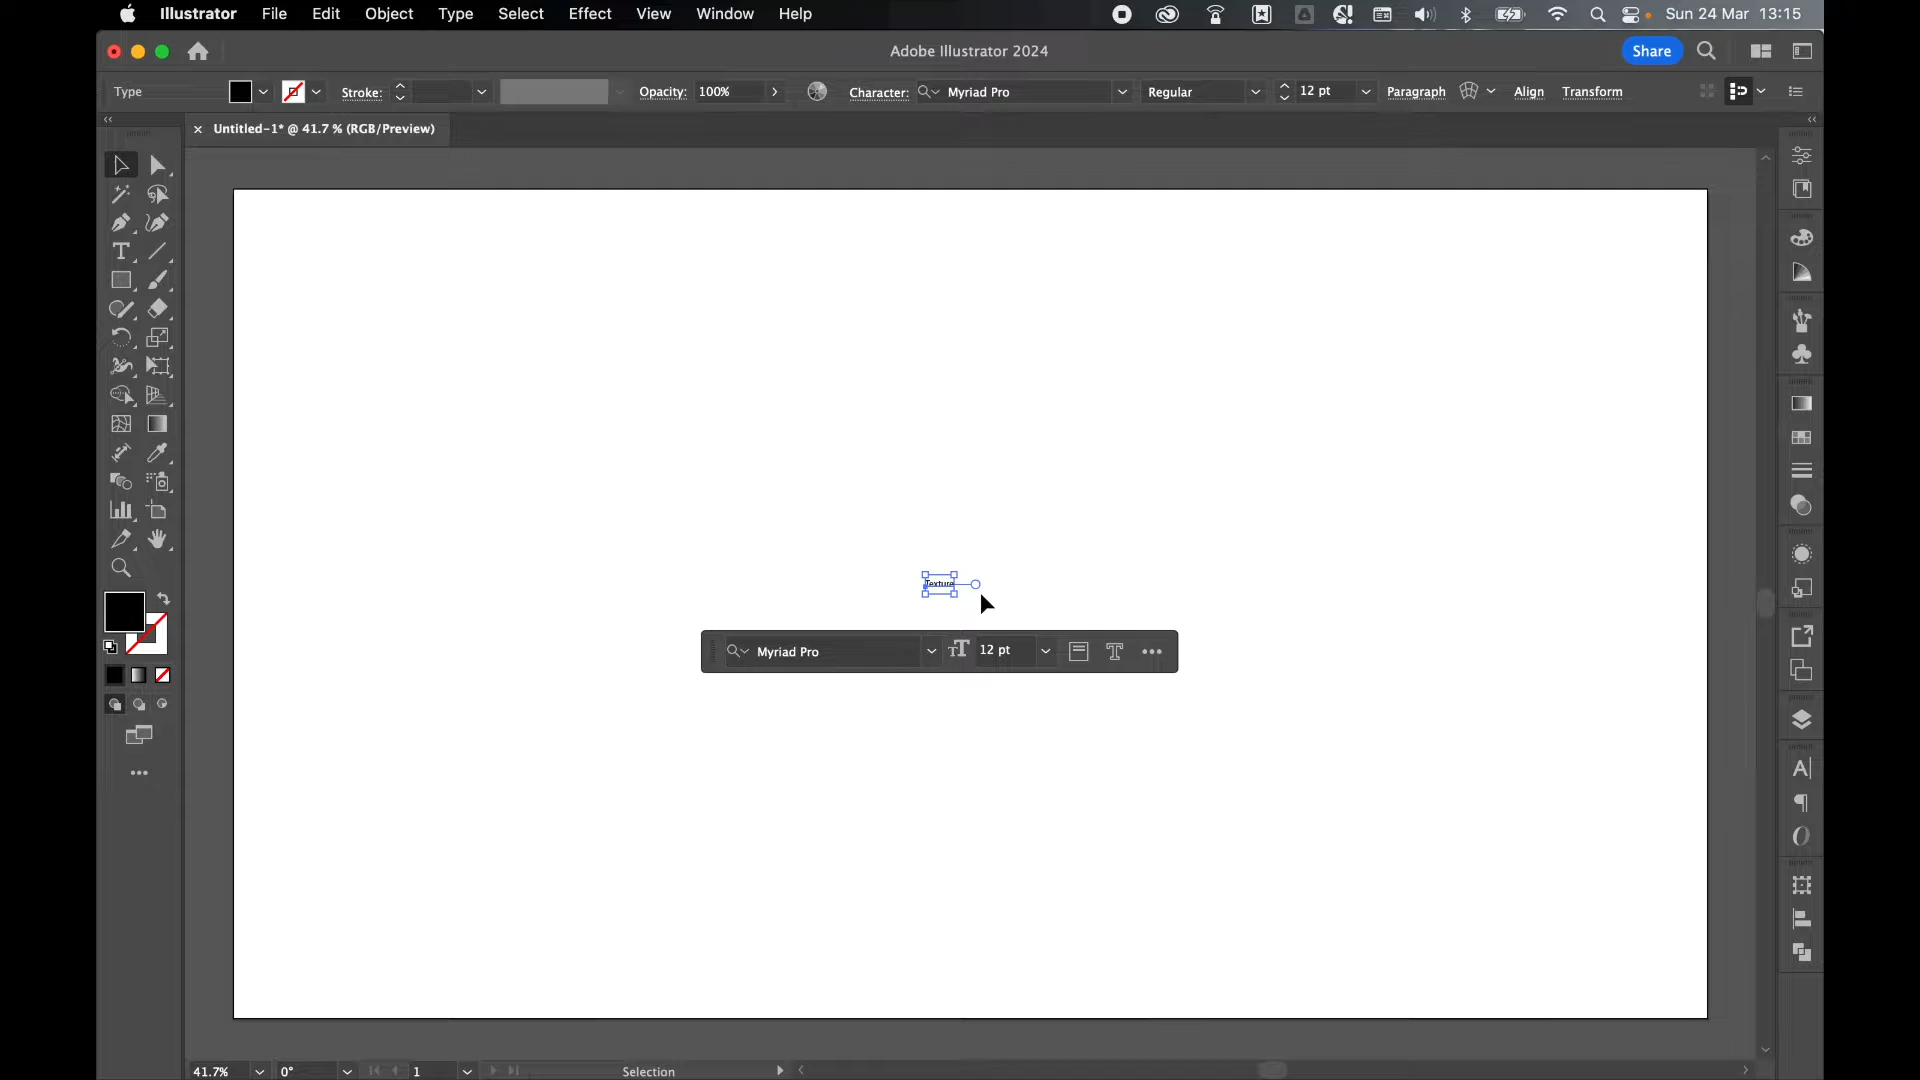 Illustrator File Edit Object Type Select Effect View Window Help Sun 24 Mar 13:15
Adobe Illustrator 2024 Share
Type Stroke: Opacity: 100% Character: Myriad Pro Regular 12 pt Paragraph Align Transform
× Untitled-1* @ 41.7 % (RGB/Preview)
Texture
Myriad Pro 12 pt
41.7% 0° 1 Selection